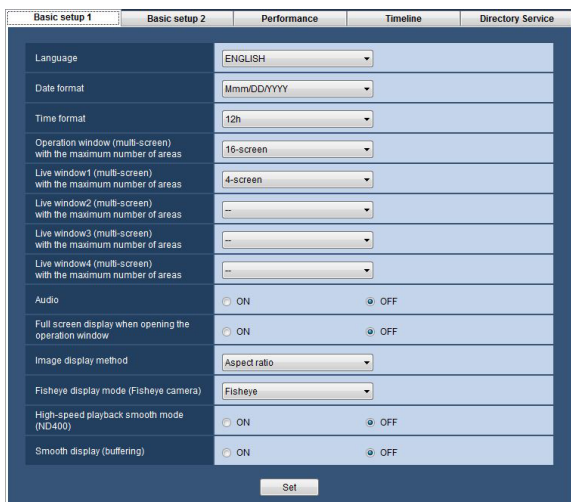 Basic setup 1 Basic setup 2 Performance Timeline Directory Service
Language ENGLISH
Date format Mmm/DD/YYYY
Time format 12h
Operation window (multi-screen)
with the maximum number of areas 16-screen
Live window1 (multi-screen)
with the maximum number of areas 4-screen
Live window2 (multi-screen)
with the maximum number of areas --
Live window3 (multi-screen)
with the maximum number of areas --
Live window4 (multi-screen)
with the maximum number of areas --
Audio ON OFF
Full screen display when opening the
operation window ON OFF
Image display method Aspect ratio
Fisheye display mode (Fisheye camera) Fisheye
High-speed playback smooth mode
(ND400) ON OFF
Smooth display (buffering) ON OFF
Set